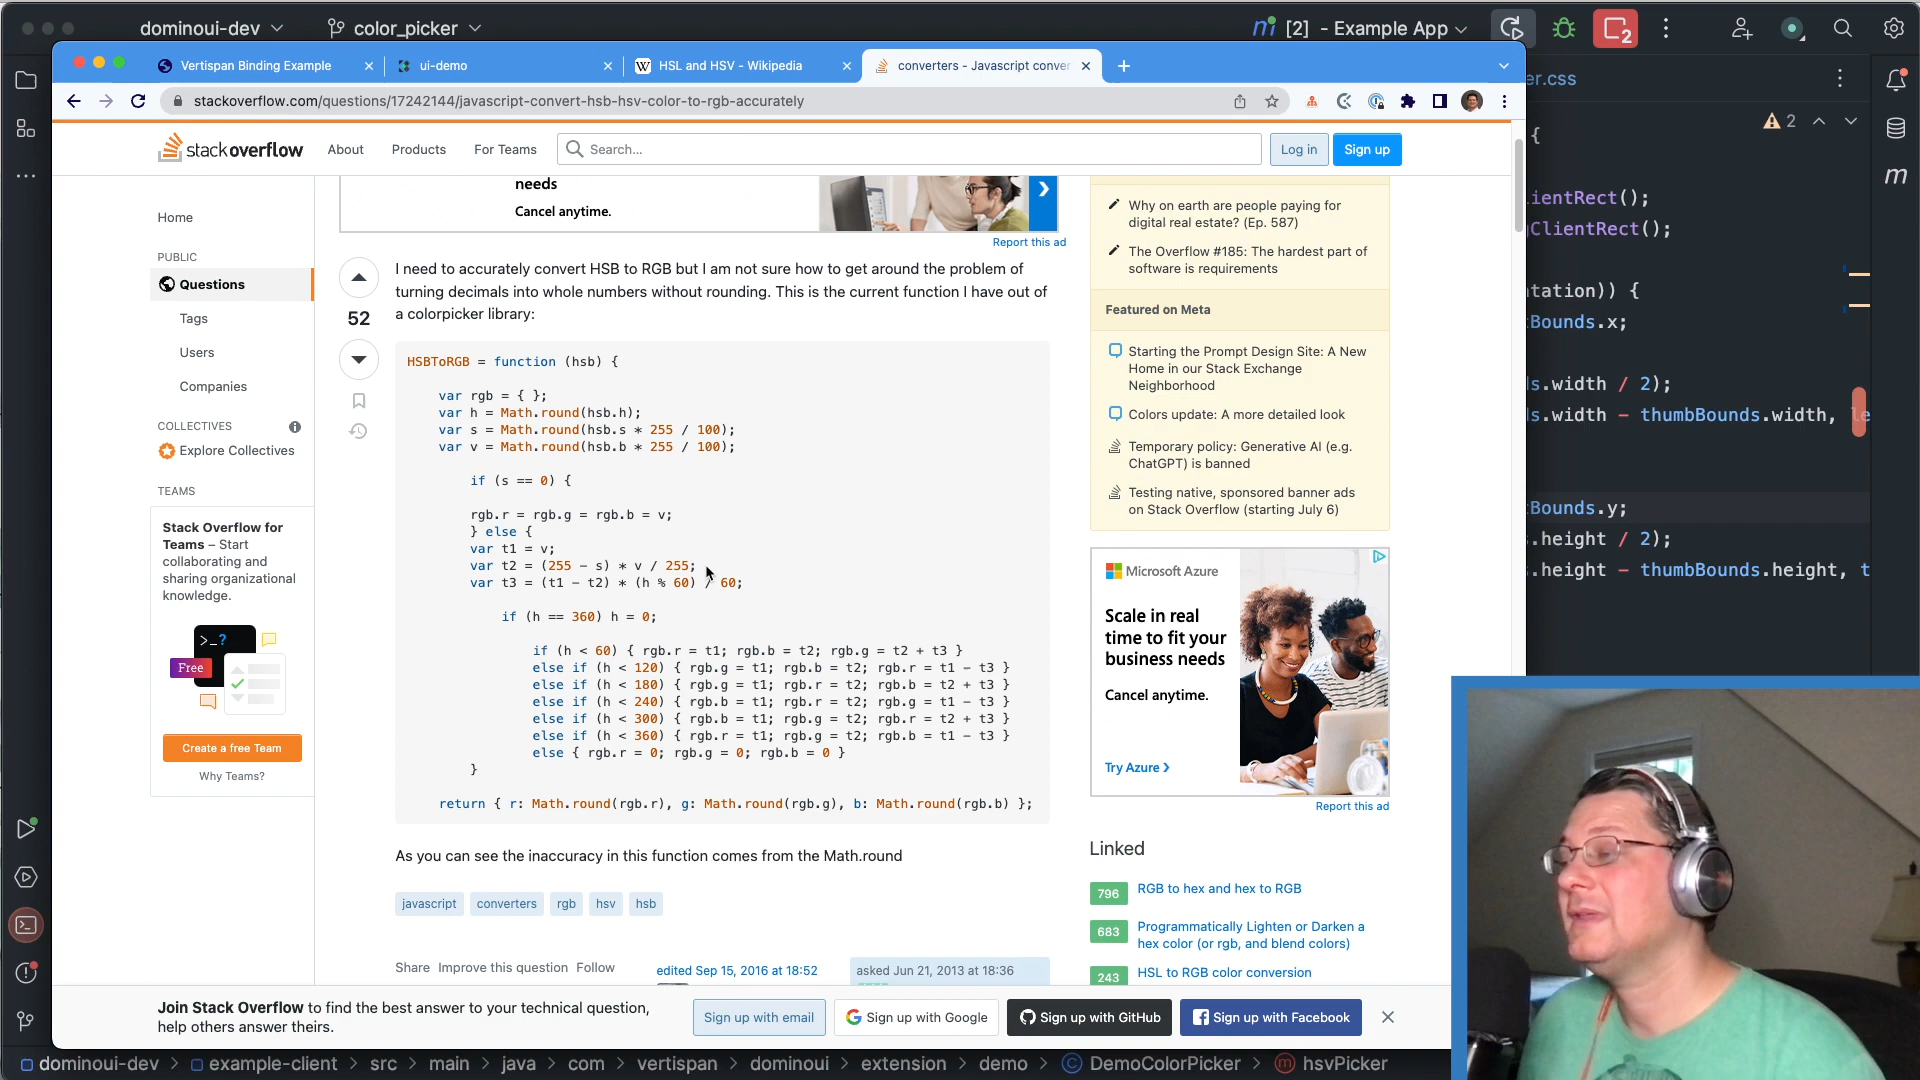 dominoui-dev
color_picker
[2] - Example App
2
Vertispan Binding Example
ui-demo
HSL and HSV - Wikipedia
converters - Javascript conver
stackoverflow.com/questions/17242144/javascript-convert-hsb-hsv-color-to-rgb-accurately
stackoverflow
About
Products
For Teams
Search...
Log in
Sign up
Home
PUBLIC
Questions
Tags
Users
Companies
COLLECTIVES
Explore Collectives
TEAMS
Stack Overflow for
Teams – Start
collaborating and
sharing organizational
knowledge.
>_?
Free
Create a free Team
Why Teams?
needs
Cancel anytime.
Report this ad
52
I need to accurately convert HSB to RGB but I am not sure how to get around the problem of
turning decimals into whole numbers without rounding. This is the current function I have out of
a colorpicker library:
HSBToRGB = function (hsb) {
var rgb = { };
var h = Math.round(hsb.h);
var s = Math.round(hsb.s * 255 / 100);
var v = Math.round(hsb.b * 255 / 100);
if (s == 0) {
rgb.r = rgb.g = rgb.b = v;
} else {
var t1 = v;
var t2 = (255 - s) * v / 255;
var t3 = (t1 - t2) * (h % 60) / 60;
if (h == 360) h = 0;
if (h < 60) { rgb.r = t1; rgb.b = t2; rgb.g = t2 + t3 }
else if (h < 120) { rgb.g = t1; rgb.b = t2; rgb.r = t1 - t3 }
else if (h < 180) { rgb.g = t1; rgb.r = t2; rgb.b = t2 + t3 }
else if (h < 240) { rgb.b = t1; rgb.r = t2; rgb.g = t1 - t3 }
else if (h < 300) { rgb.b = t1; rgb.g = t2; rgb.r = t2 + t3 }
else if (h < 360) { rgb.r = t1; rgb.g = t2; rgb.b = t1 - t3 }
else { rgb.r = 0; rgb.g = 0; rgb.b = 0 }
}
return { r: Math.round(rgb.r), g: Math.round(rgb.g), b: Math.round(rgb.b) };
As you can see the inaccuracy in this function comes from the Math.round
javascript
converters
rgb
hsv
hsb
Share Improve this question Follow
edited Sep 15, 2016 at 18:52
asked Jun 21, 2013 at 18:36
Why on earth are people paying for
digital real estate? (Ep. 587)
The Overflow #185: The hardest part of
software is requirements
Featured on Meta
Starting the Prompt Design Site: A New
Home in our Stack Exchange
Neighborhood
Colors update: A more detailed look
Temporary policy: Generative AI (e.g.
ChatGPT) is banned
Testing native, sponsored banner ads
on Stack Overflow (starting July 6)
Microsoft Azure
Scale in real
time to fit your
business needs
Cancel anytime.
Try Azure
Report this ad
Linked
796 RGB to hex and hex to RGB
683 Programmatically Lighten or Darken a
hex color (or rgb, and blend colors)
243 HSL to RGB color conversion
Join Stack Overflow to find the best answer to your technical question,
help others answer theirs.
Sign up with email
Sign up with Google
Sign up with GitHub
Sign up with Facebook
er.css
2
{
ientRect();
ClientRect();
tation)) {
Bounds.x;
s.width / 2);
s.width - thumbBounds.width, le
Bounds.y;
.height / 2);
.height - thumbBounds.height, t
m
dominoui-dev > example-client > src > main > java > com > vertispan > dominoui > extension > demo > DemoColorPicker > hsvPicker